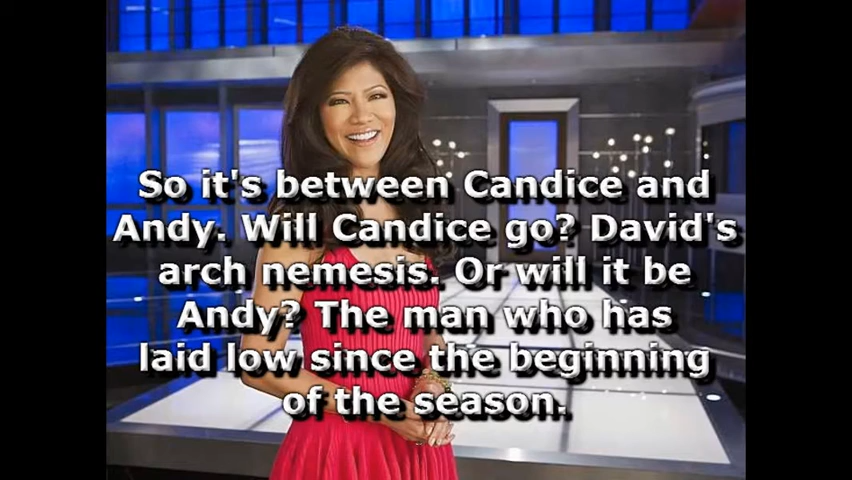 So it's between Candice and
Andy. Will Candice go? David's
arch nemesis. Or will it be
Andy? The man who has
laid low since the beginning
of the season.